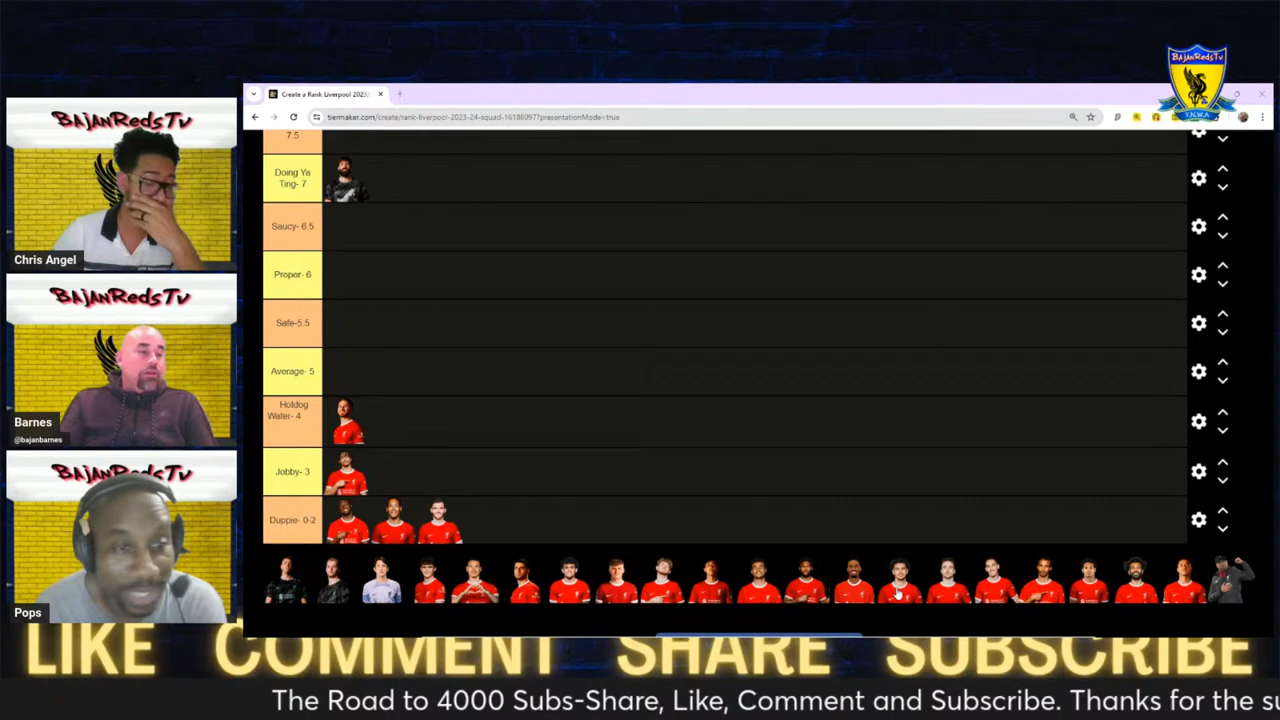 BAJANREDSTV
Y.N.W.A
Create a Rank Liverpool 2023/
tiermaker.com/create/rank-liverpool-2023-24-squad-16188097?presentationMode=true
BAJANREDSTV
Chris Angel
BAJANREDSTV
Barnes
@bajanbarnes
BAJANREDSTV
Pops
7.5
Doing Ya
Ting- 7
Saucy- 6.5
Proper- 6
Safe-5.5
Average- 5
Hotdog
Water- 4
Jobby- 3
Duppie- 0-2
LIKE COMMENT SHARE SUBSCRIBE
The Road to 4000 Subs-Share, Like, Comment and Subscribe. Thanks for the su